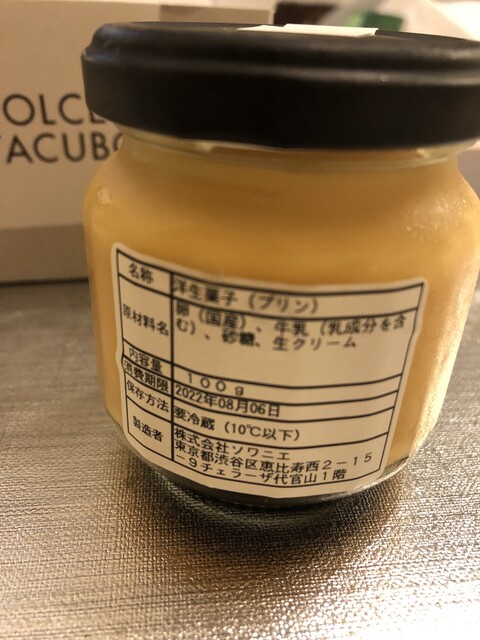 OLCE
ACUBO
名称 洋生菓子（プリン）
原材料名 卵（国産）、牛乳（乳成分を含
む）、砂糖、生クリーム
内容量 100g
消費期限 2022年08月06日
保存方法 要冷蔵（10℃以下）
製造者 株式会社ソワニエ
東京都渋谷区恵比寿西2－15
－9チェラーザ代官山1階